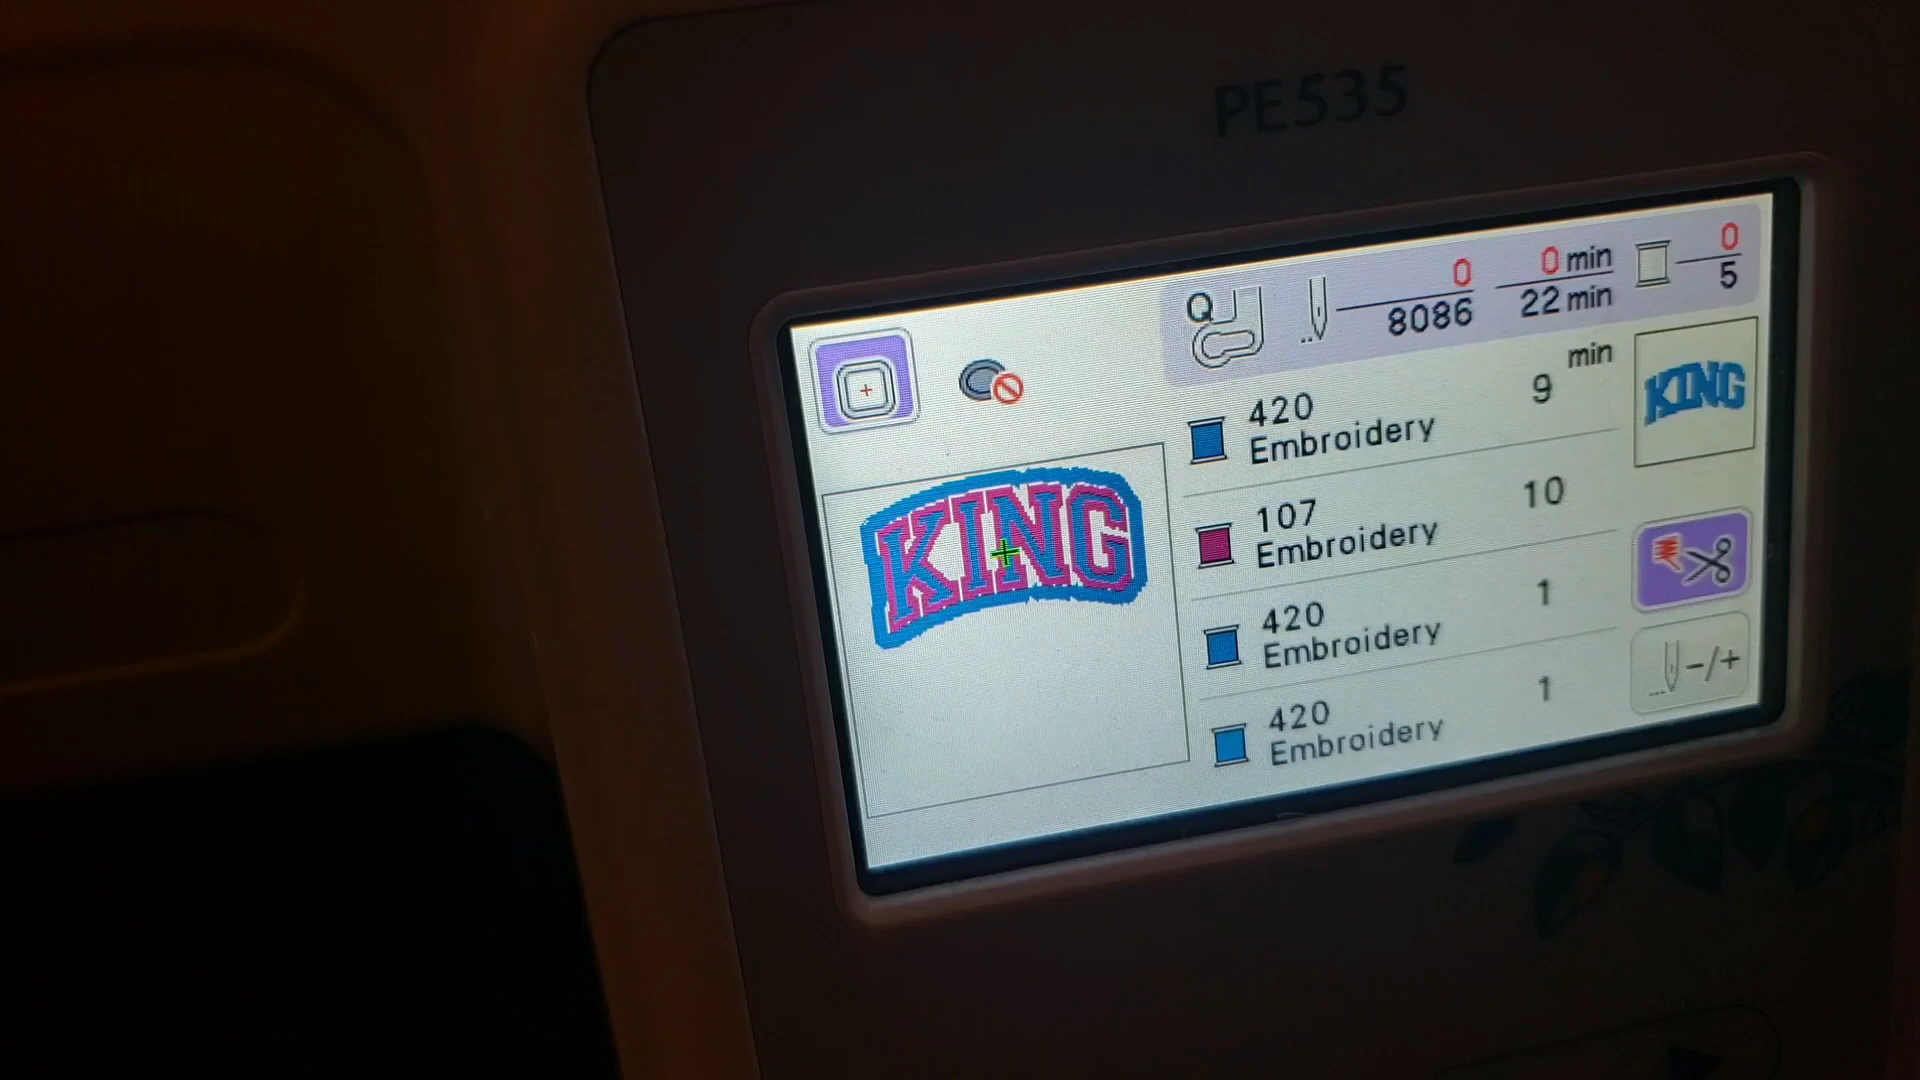 PE535
Q
0
8086
0 min
22 min
0
5
min
420
Embroidery
9
KING
107
Embroidery
10
KING
420
Embroidery
1
-/+
420
Embroidery
1